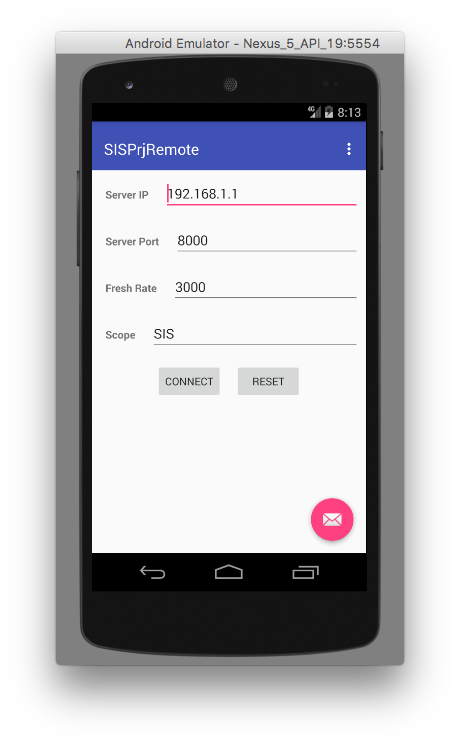 Android Emulator - Nexus_5_API_19:5554
4G 8:13
SISPrjRemote
Server IP 192.168.1.1
Server Port 8000
Fresh Rate 3000
Scope SIS
CONNECT RESET